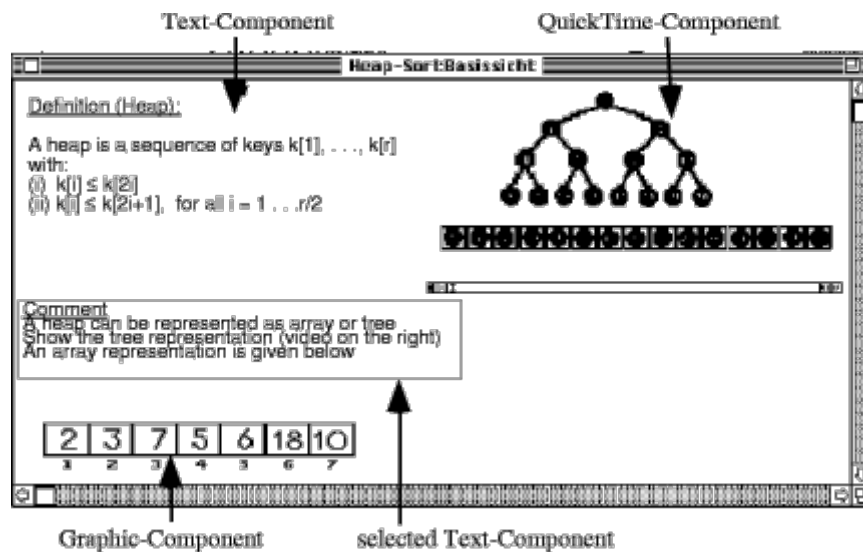 Text-Component
QuickTime-Component
Heap-Sort:Basissicht
Definition (Heap):
A heap is a sequence of keys k[1], . . ., k[r]
with:
(i) k[i] ≤ k[2i]
(ii) k[i] ≤ k[2i+1], for all i = 1 . . .r/2
Comment
A heap can be represented as array or tree
Show the tree representation (video on the right)
An array representation is given below
2 3 7 5 6 18 10
1 2 3 4 5 6 7
Graphic-Component
selected Text-Component